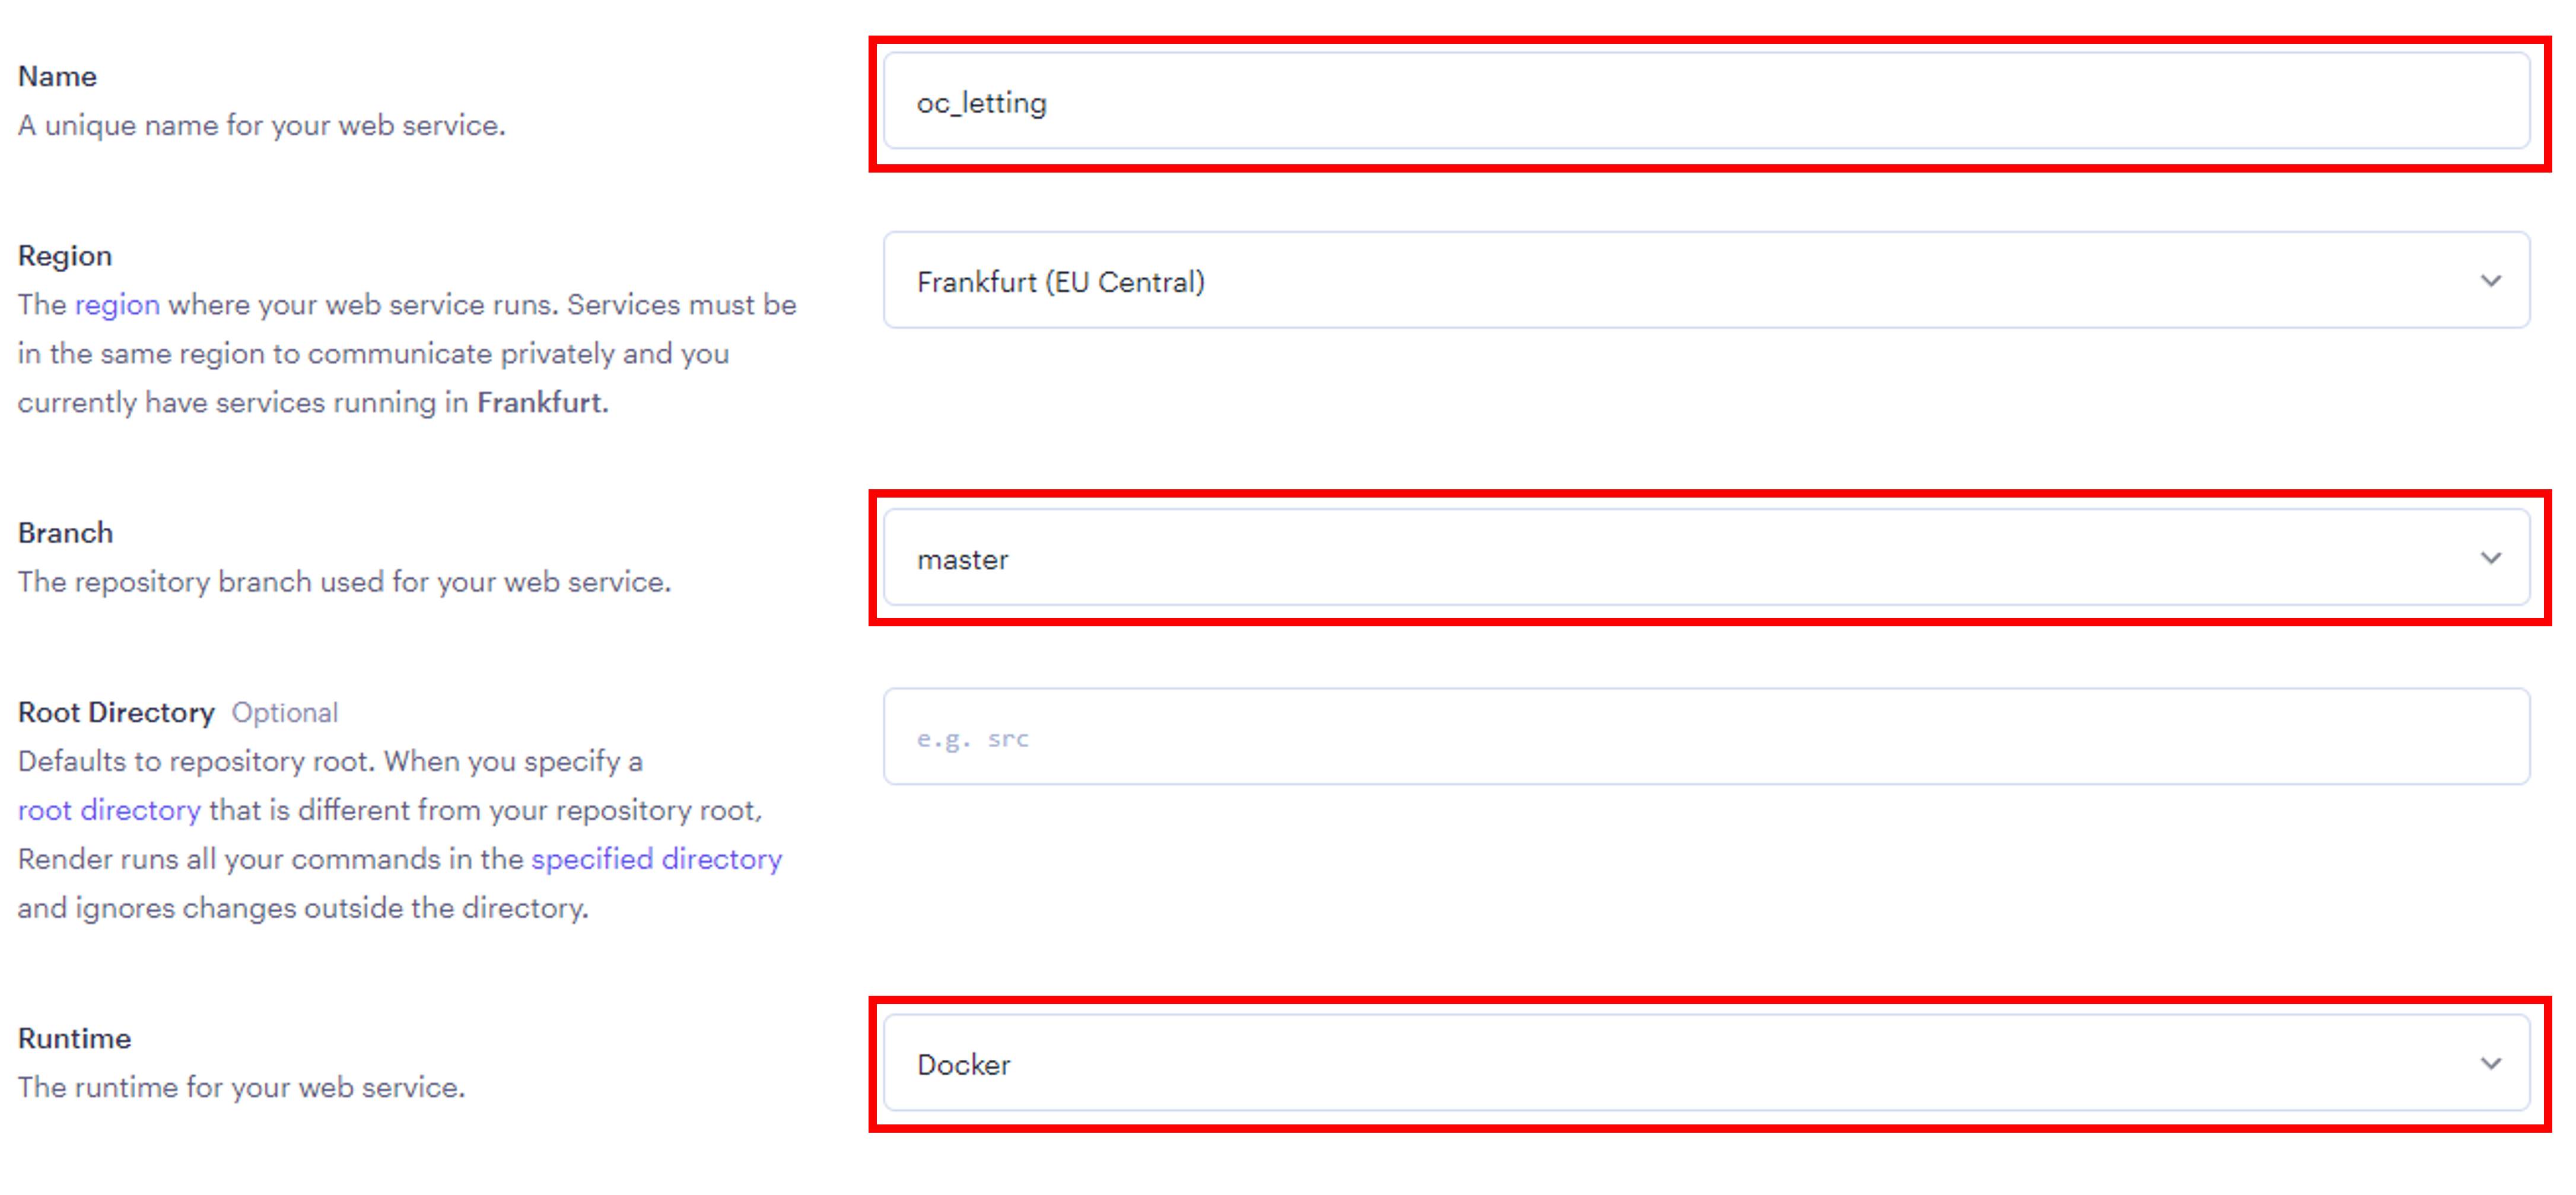 Name
A unique name for your web service.
oc_letting
Region
The region where your web service runs. Services must be
in the same region to communicate privately and you
currently have services running in Frankfurt.
Frankfurt (EU Central)
Branch
The repository branch used for your web service.
master
Root Directory Optional
Defaults to repository root. When you specify a
root directory that is different from your repository root,
Render runs all your commands in the specified directory
and ignores changes outside the directory.
e.g. src
Runtime
The runtime for your web service.
Docker